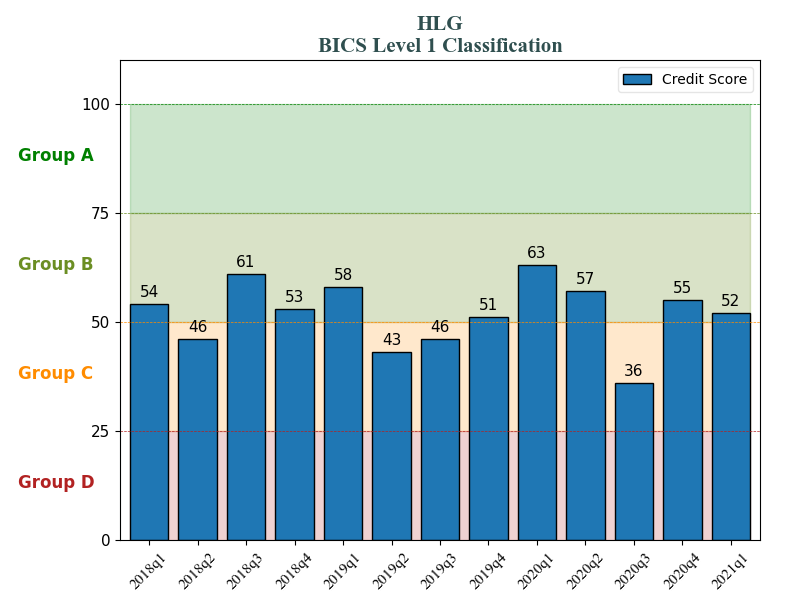 HLG
BICS Level 1 Classification
Credit Score
100
Group A
75
Group B
50
Group C
25
Group D
0
54
46
61
53
58
43
46
51
63
57
36
55
52
2018q1
2018q2
2018q3
2018q4
2019q1
2019q2
2019q3
2019q4
2020q1
2020q2
2020q3
2020q4
2021q1